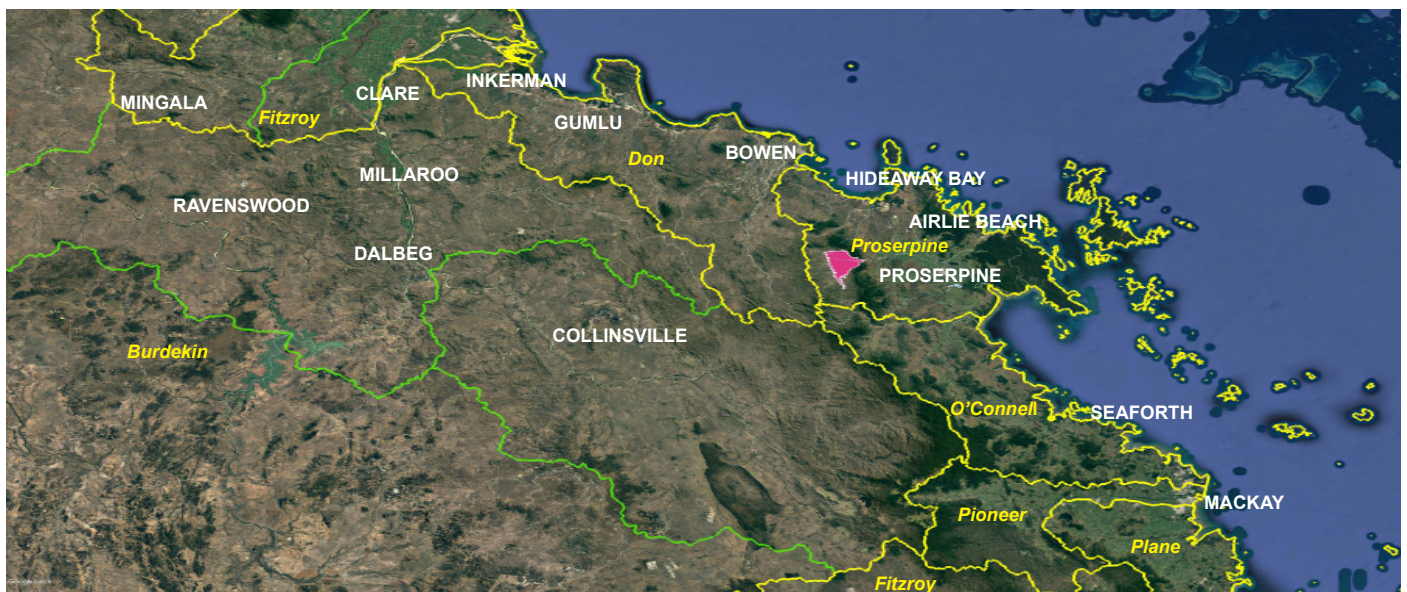 INKERMAN
CLARE
MINGALA
Fitzroy
GUMLU
BOWEN
Don
MILLAROO
HIDEAWAY BAY
RAVENSWOOD
AIRLIE BEACH
Proserpine
DALBEG
PROSERPINE
COLLINSVILLE
Burdekin
O'Connell
SEAFORTH
MACKAY
Pioneer
Plane
Fitzroy